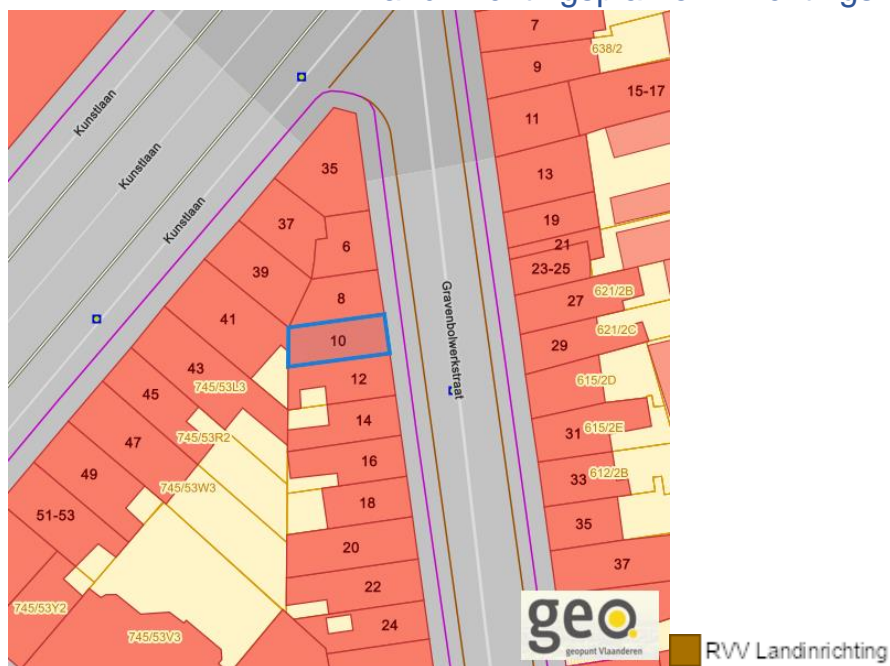 7
638/2
9
15-17
11
Kunstlaan
Kunstlaan
Kunstlaan
35
13
37
6
19
21
39
23-25
8
27
621/2B
41
10
Gravenbolwerkstraat
621/2C
29
43
12
745/53L3
615/2D
45
14
47
745/53R2
31
615/2E
16
49
745/53W3
33
612/2B
51-53
18
35
20
37
22
745/53Y2
24
745/53V3
geo
geopunt Vlaanderen
RVV Landinrichting